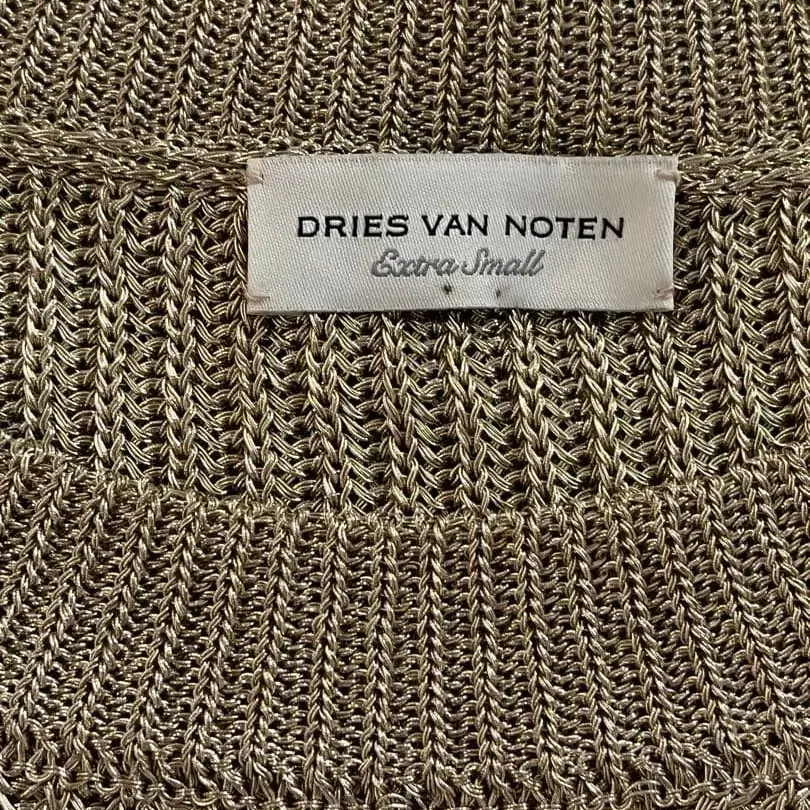 DRIES VAN NOTEN
Extra Small